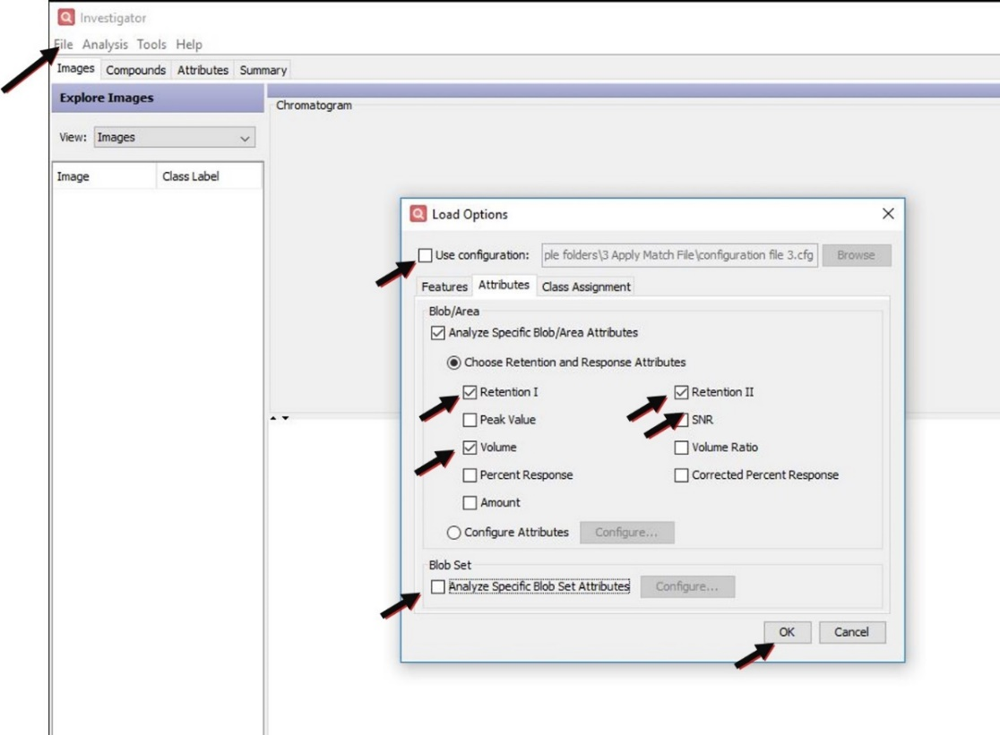 Investigator
File Analysis Tools Help
Images Compounds Attributes Summary
Explore Images
Chromatogram
View: Images
Image Class Label
Load Options
Use configuration: ple folders\3 Apply Match File\configuration file 3.cfg Browse
Features Attributes Class Assignment
Blob/Area
Analyze Specific Blob/Area Attributes
Choose Retention and Response Attributes
Retention I Retention II
Peak Value SNR
Volume Volume Ratio
Percent Response Corrected Percent Response
Amount
Configure Attributes Configure...
Blob Set
Analyze Specific Blob Set Attributes Configure...
OK Cancel